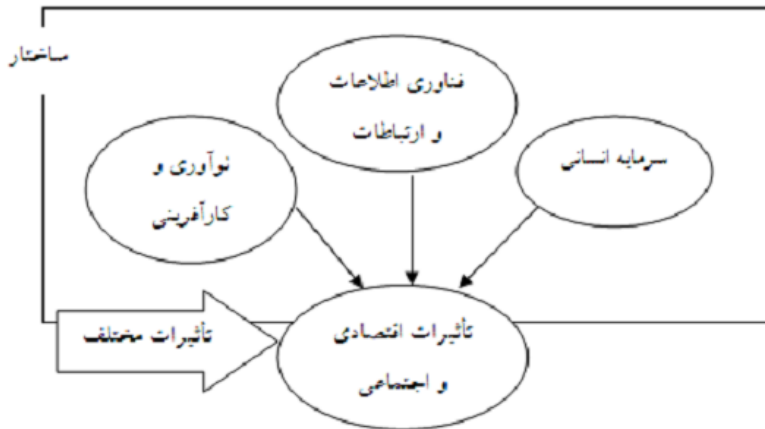 ساختار
فناوری اطلاعات
و ارتباطات
سرمایه انسانی
نوآوری و
کارآفرینی
تأثیرات مختلف
تأثیرات اقتصادی
و اجتماعی